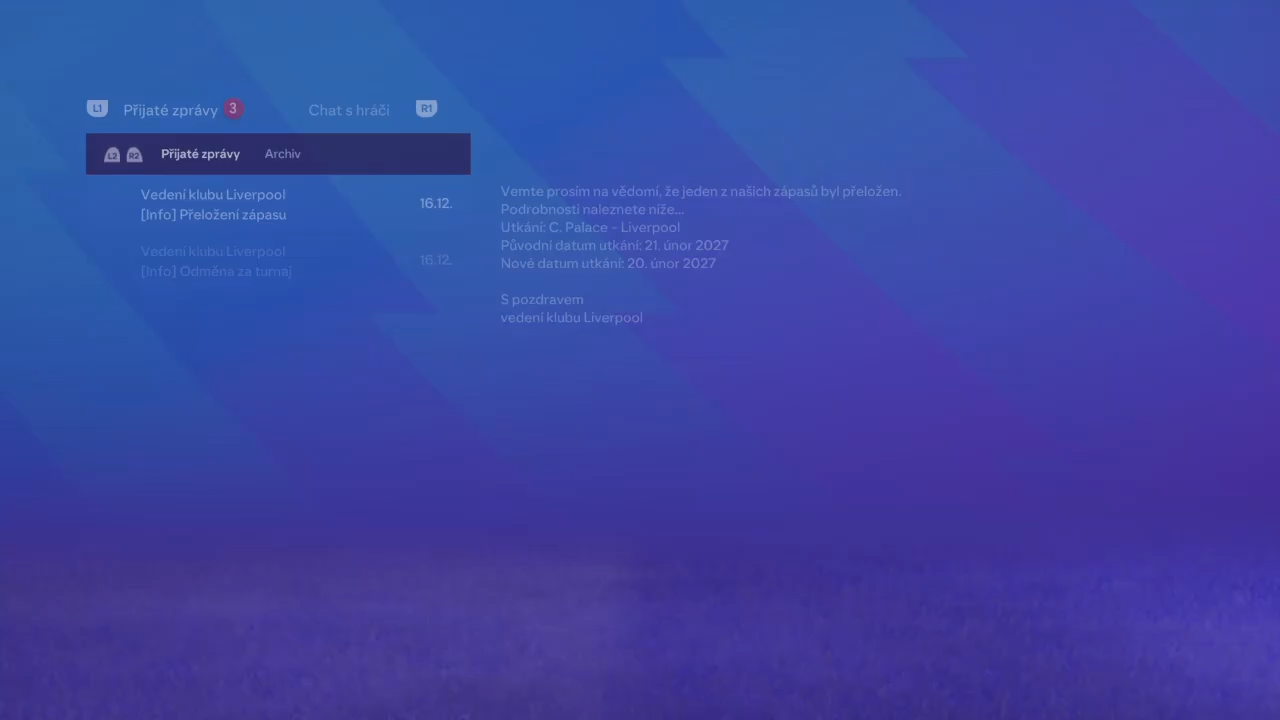 L1 Přijaté zprávy 3 Chat s hráči R1
L2 R2 Přijaté zprávy Archiv
Vedení klubu Liverpool
[Info] Přeložení zápasu
16.12.
Vedení klubu Liverpool
[Info] Odměna za turnaj
16.12.
Vemte prosím na vědomí, že jeden z našich zápasů byl přeložen.
Podrobnosti naleznete níže...
Utkání: C. Palace - Liverpool
Původní datum utkání: 21. únor 2027
Nové datum utkání: 20. únor 2027
S pozdravem
vedení klubu Liverpool